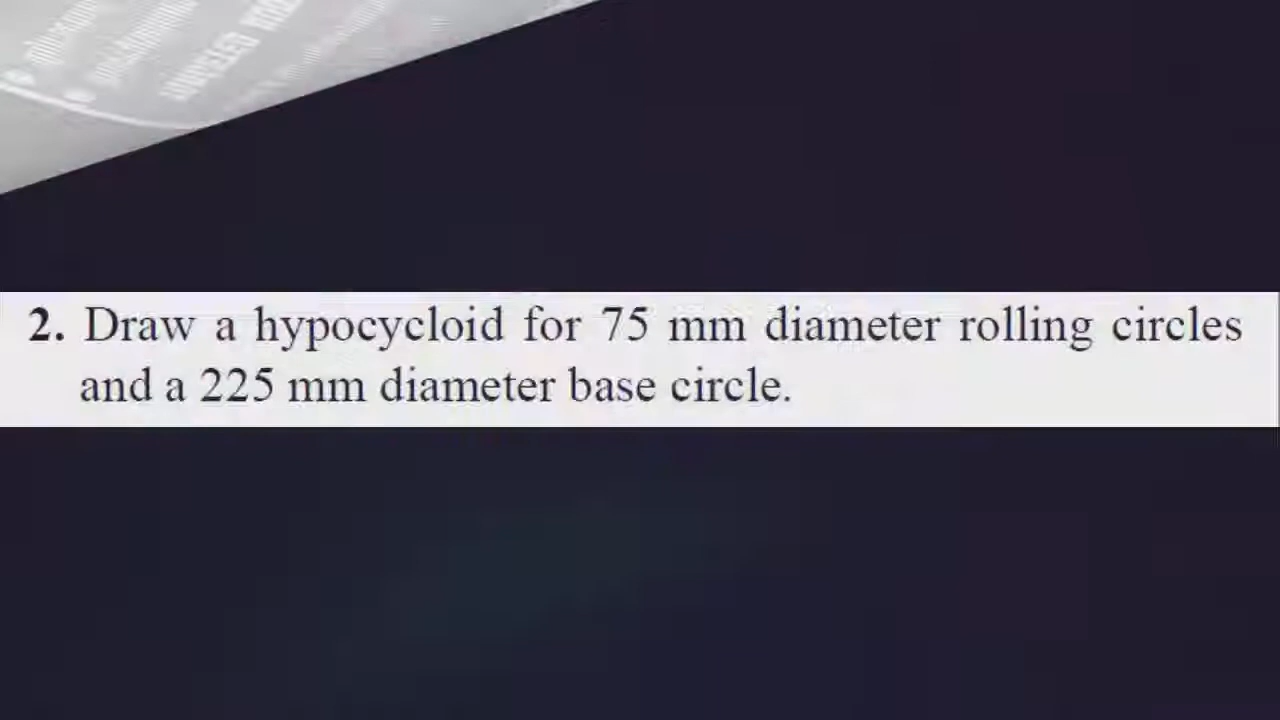 2. Draw a hypocycloid for 75 mm diameter rolling circles
and a 225 mm diameter base circle.